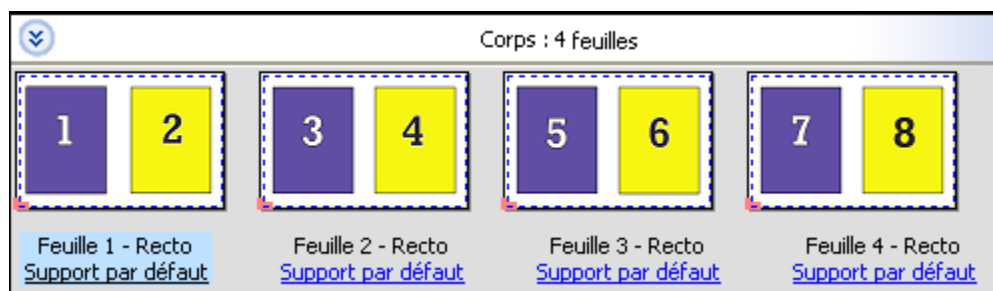 Corps : 4 feuilles
1 2 3 4 5 6 7 8
Feuille 1 - Recto
Support par défaut
Feuille 2 - Recto
Support par défaut
Feuille 3 - Recto
Support par défaut
Feuille 4 - Recto
Support par défaut